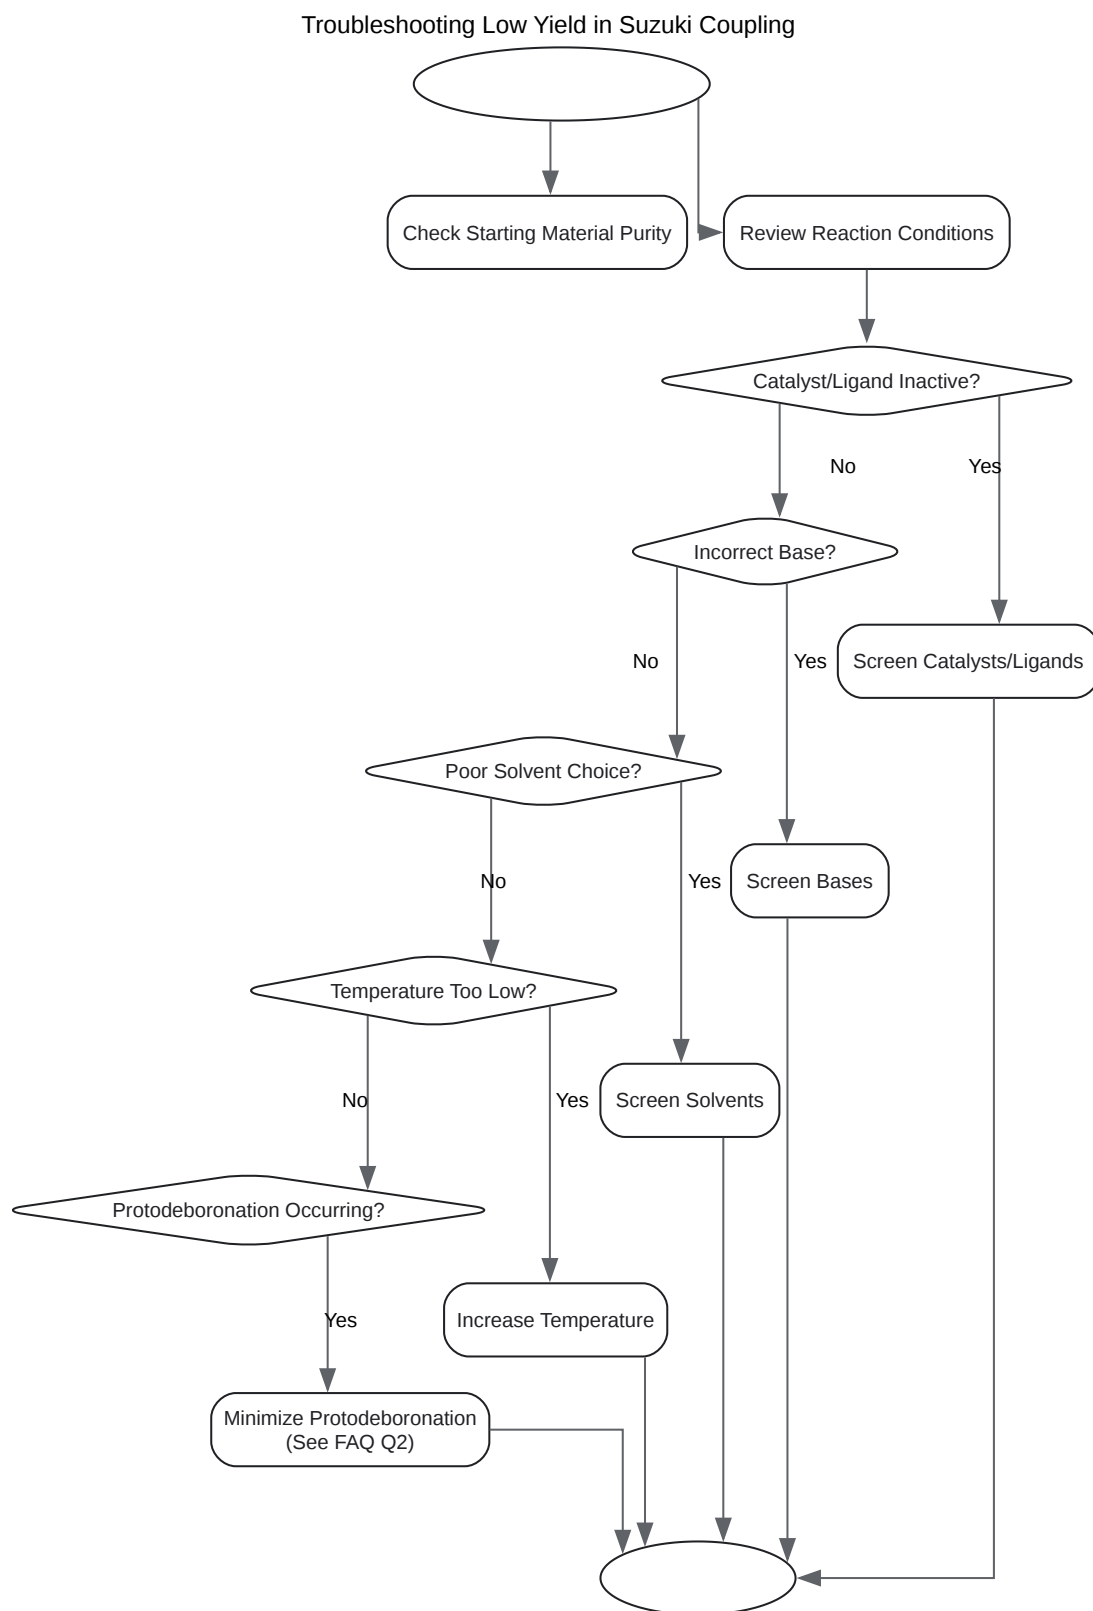 Troubleshooting Low Yield in Suzuki Coupling
Check Starting Material Purity
Review Reaction Conditions
Catalyst/Ligand Inactive?
No
Yes
Incorrect Base?
No
Yes
Screen Catalysts/Ligands
Poor Solvent Choice?
No
Yes
Screen Bases
Temperature Too Low?
No
Yes
Screen Solvents
Protodeboronation Occurring?
Yes
Increase Temperature
Minimize Protodeboronation
(See FAQ Q2)